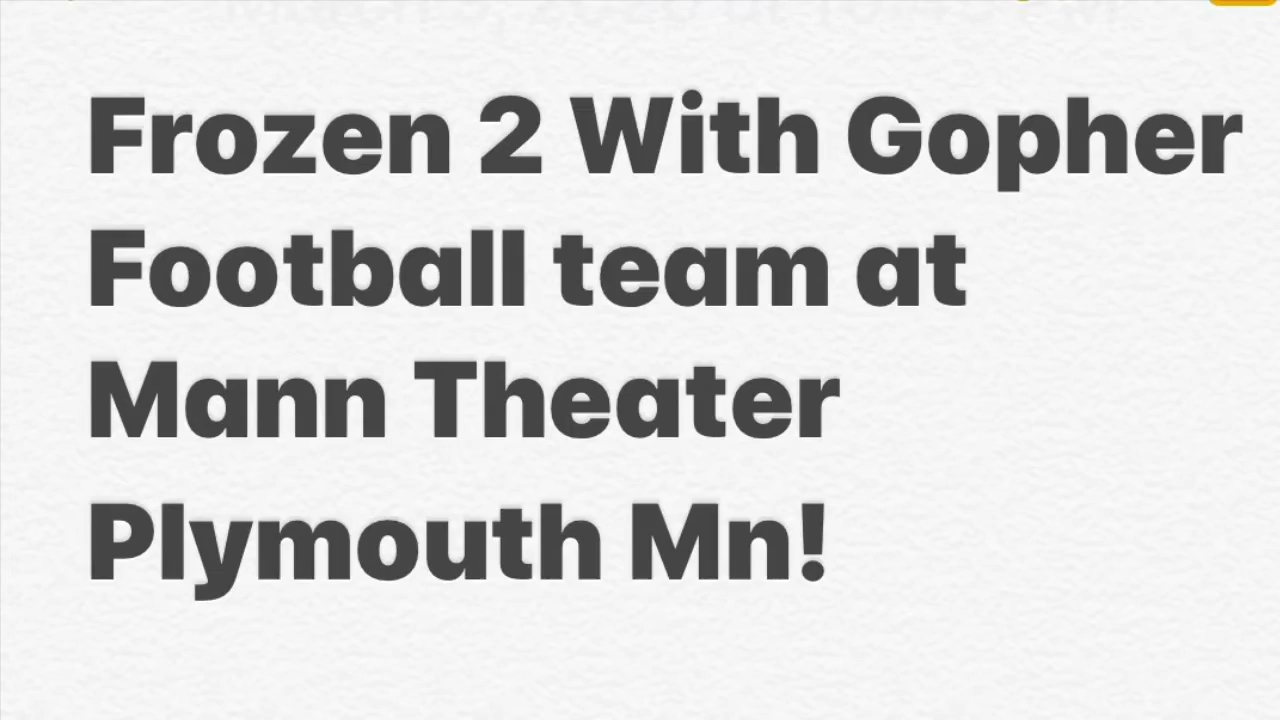 Frozen 2 With Gopher
Football team at
Mann Theater
Plymouth Mn!